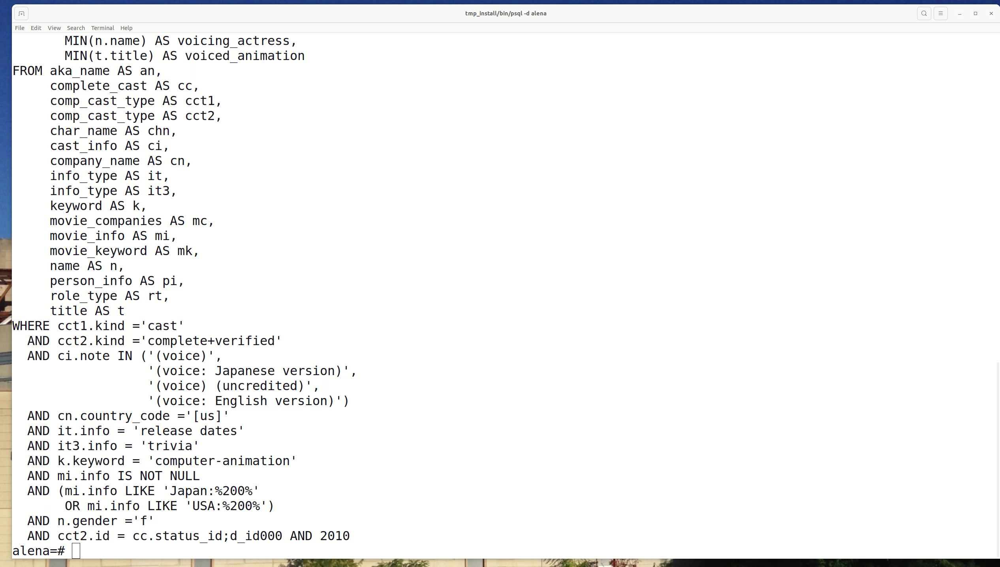 tmp_install/bin/psql -d alena
File Edit View Search Terminal Help
MIN(n.name) AS voicing_actress,
MIN(t.title) AS voiced_animation
FROM aka_name AS an,
complete_cast AS cc,
comp_cast_type AS cct1,
comp_cast_type AS cct2,
char_name AS chn,
cast_info AS ci,
company_name AS cn,
info_type AS it,
info_type AS it3,
keyword AS k,
movie_companies AS mc,
movie_info AS mi,
movie_keyword AS mk,
name AS n,
person_info AS pi,
role_type AS rt,
title AS t
WHERE cct1.kind ='cast'
AND cct2.kind ='complete+verified'
AND ci.note IN ('(voice)',
'(voice: Japanese version)',
'(voice) (uncredited)',
'(voice: English version)')
AND cn.country_code ='[us]'
AND it.info = 'release dates'
AND it3.info = 'trivia'
AND k.keyword = 'computer-animation'
AND mi.info IS NOT NULL
AND (mi.info LIKE 'Japan:%200%'
OR mi.info LIKE 'USA:%200%')
AND n.gender ='f'
AND cct2.id = cc.status_id;d_id000 AND 2010
alena=#